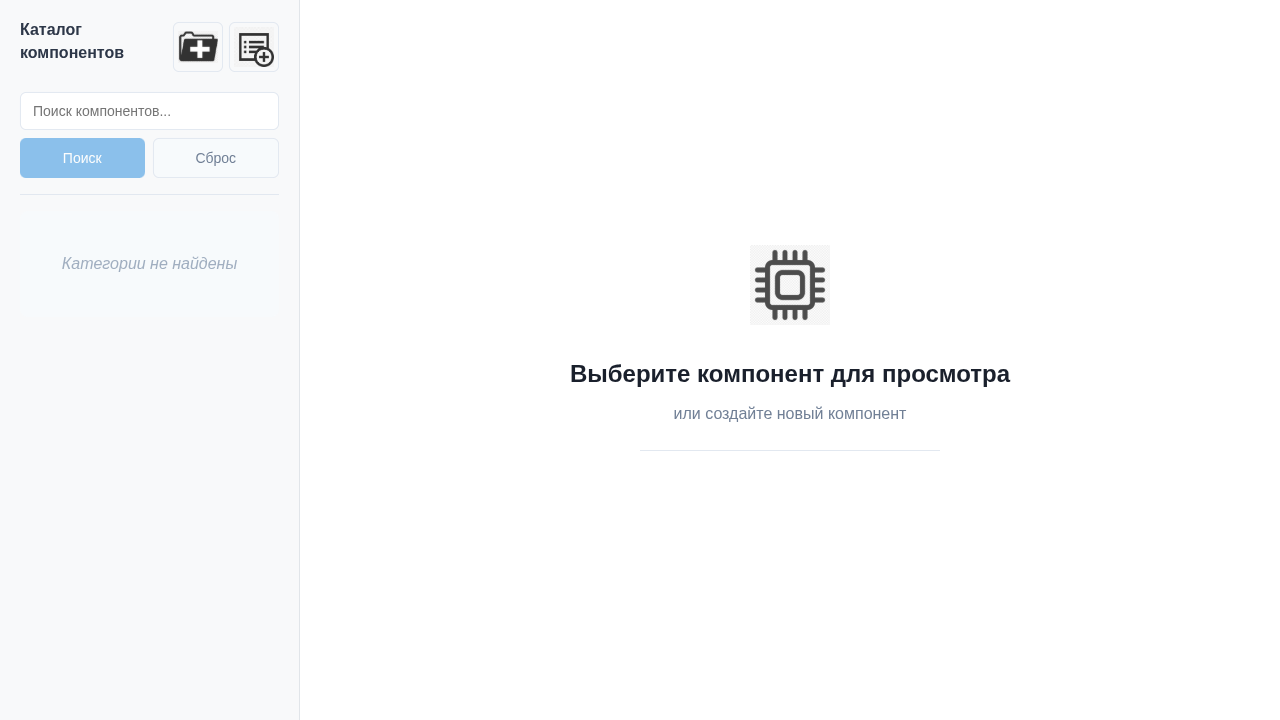 Каталог
компонентов
Поиск компонентов...
Поиск
Сброс
Категории не найдены
Выберите компонент для просмотра
или создайте новый компонент